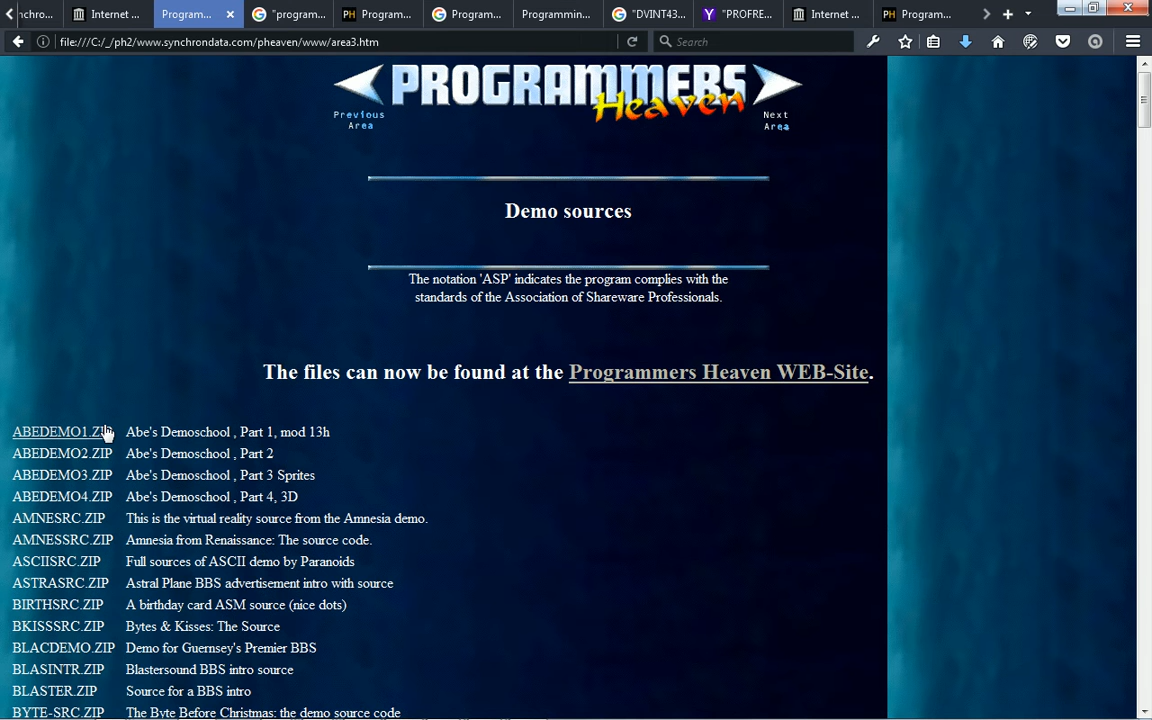 nchro...
Internet ...
Program...
"program...
Program...
Program...
Programmin...
"DVINT43...
"PROFRE...
Internet ...
Program...
file:///C:/_ph2/www.synchrondata.com/pheaven/www/area3.htm
Search
PROGRAMMERS
Heaven
Previous
Area
Next
Area
Demo sources
The notation 'ASP' indicates the program complies with the
standards of the Association of Shareware Professionals.
The files can now be found at the Programmers Heaven WEB-Site.
ABEDEMO1.ZIP Abe's Demoschool , Part 1, mod 13h
ABEDEMO2.ZIP Abe's Demoschool , Part 2
ABEDEMO3.ZIP Abe's Demoschool , Part 3 Sprites
ABEDEMO4.ZIP Abe's Demoschool , Part 4, 3D
AMNESRC.ZIP This is the virtual reality source from the Amnesia demo.
AMNESSRC.ZIP Amnesia from Renaissance: The source code.
ASCIISRC.ZIP Full sources of ASCII demo by Paranoids
ASTRASRC.ZIP Astral Plane BBS advertisement intro with source
BIRTHSRC.ZIP A birthday card ASM source (nice dots)
BKISSSRC.ZIP Bytes & Kisses: The Source
BLACDEMO.ZIP Demo for Guernsey's Premier BBS
BLASINTR.ZIP Blastersound BBS intro source
BLASTER.ZIP Source for a BBS intro
BYTE-SRC.ZIP The Byte Before Christmas: the demo source code